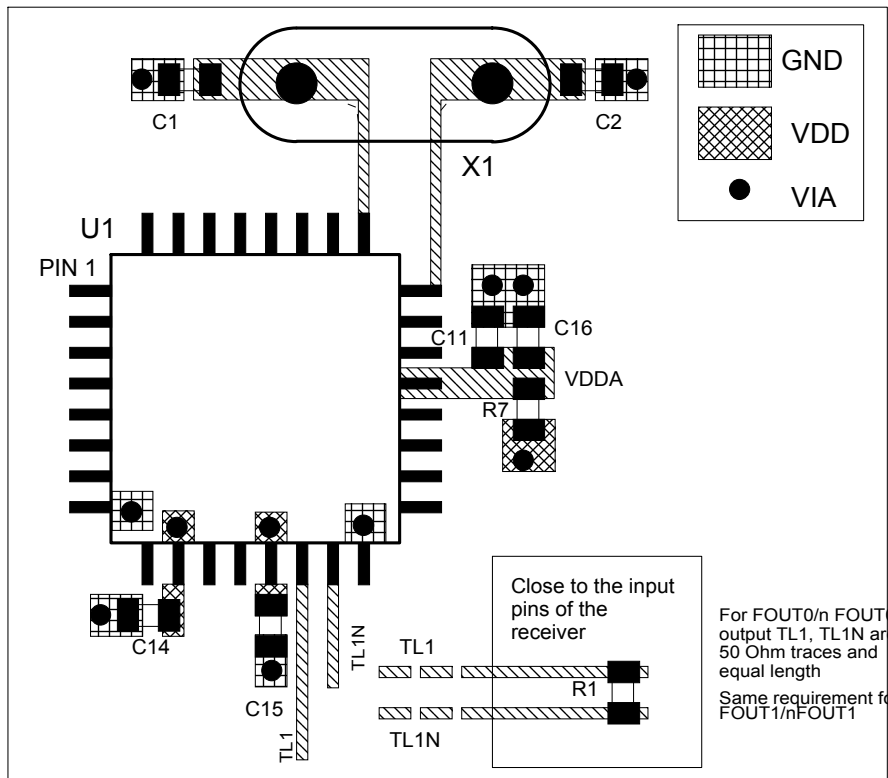 C1
C2
X1
GND
VDD
VIA
U1
PIN 1
C11
C16
VDDA
R7
C14
C15
TL1
TL1N
Close to the input
pins of the
receiver
TL1
R1
TL1N
For FOUT0/n
output TL1, TL1N
50 Ohm traces and
equal length
Same requirement
FOUT1/nFOUT1